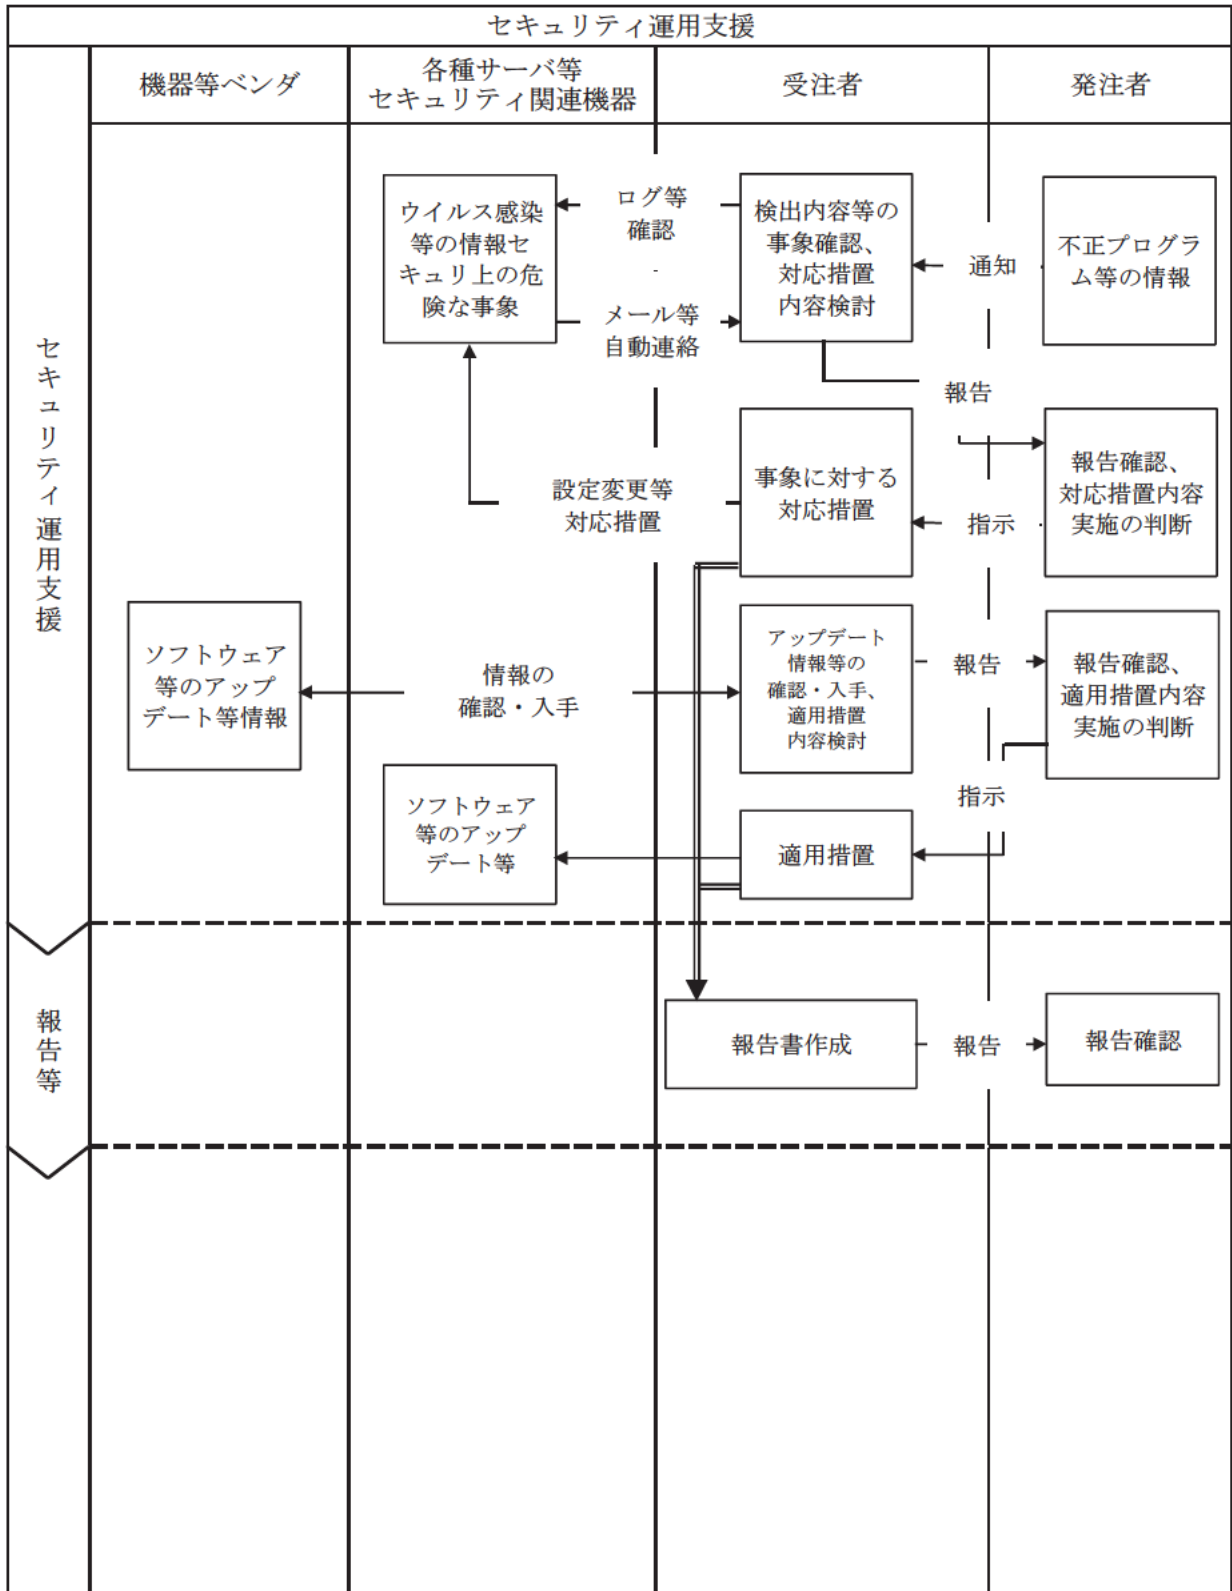 セキュリティ運用支援
機器等ベンダ
各種サーバ等
セキュリティ関連機器
受注者
発注者
セキュリティ運用支援
ウイルス感染
等の情報セ
キュリ上の危
険な事象
ログ等
確認
メール等
自動連絡
検出内容等の
事象確認、
対応措置
内容検討
通知
不正プログラ
ム等の情報
報告
設定変更等
対応措置
事象に対する
対応措置
指示
報告確認、
対応措置内容
実施の判断
ソフトウェア
等のアップ
デート等情報
情報の
確認・入手
アップデート
情報等の
確認・入手、
適用措置
内容検討
報告
報告確認、
適用措置内容
実施の判断
指示
ソフトウェア
等のアップ
デート等
適用措置
報告等
報告書作成
報告
報告確認